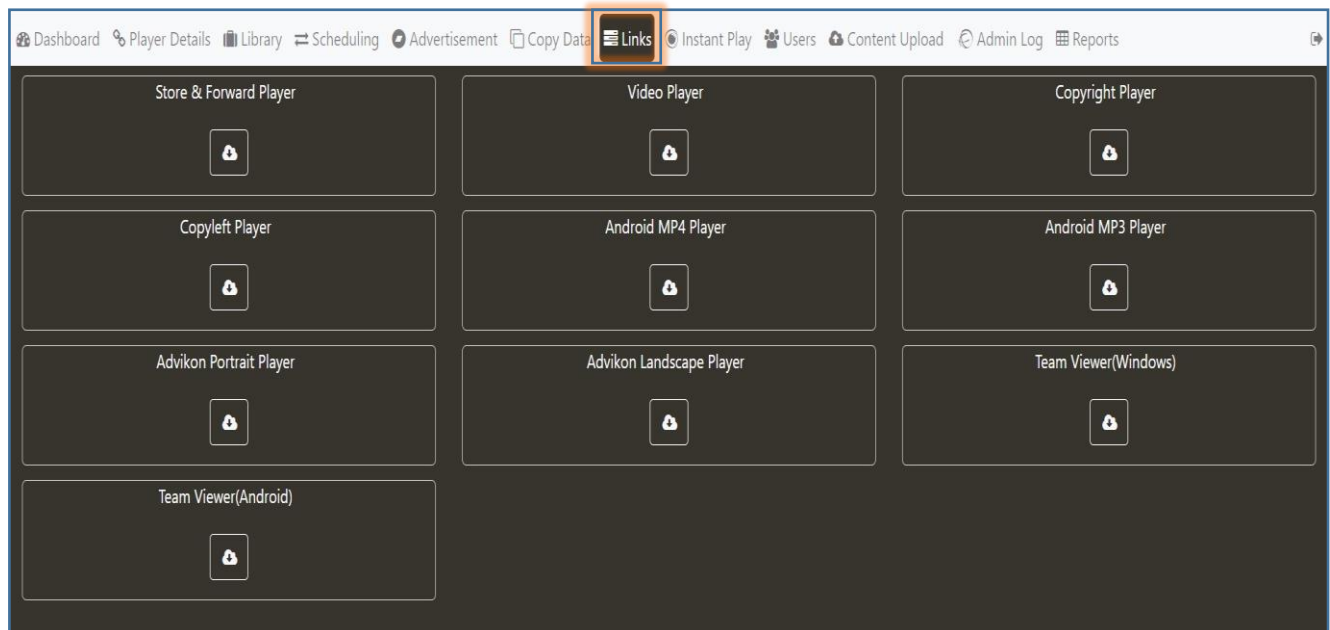 Dashboard Player Details Library Scheduling Advertisement Copy Data Links Instant Play Users Content Upload Admin Log Reports
Store & Forward Player Video Player Copyright Player
Copyleft Player Android MP4 Player Android MP3 Player
Advikon Portrait Player Advikon Landscape Player Team Viewer(Windows)
Team Viewer(Android)